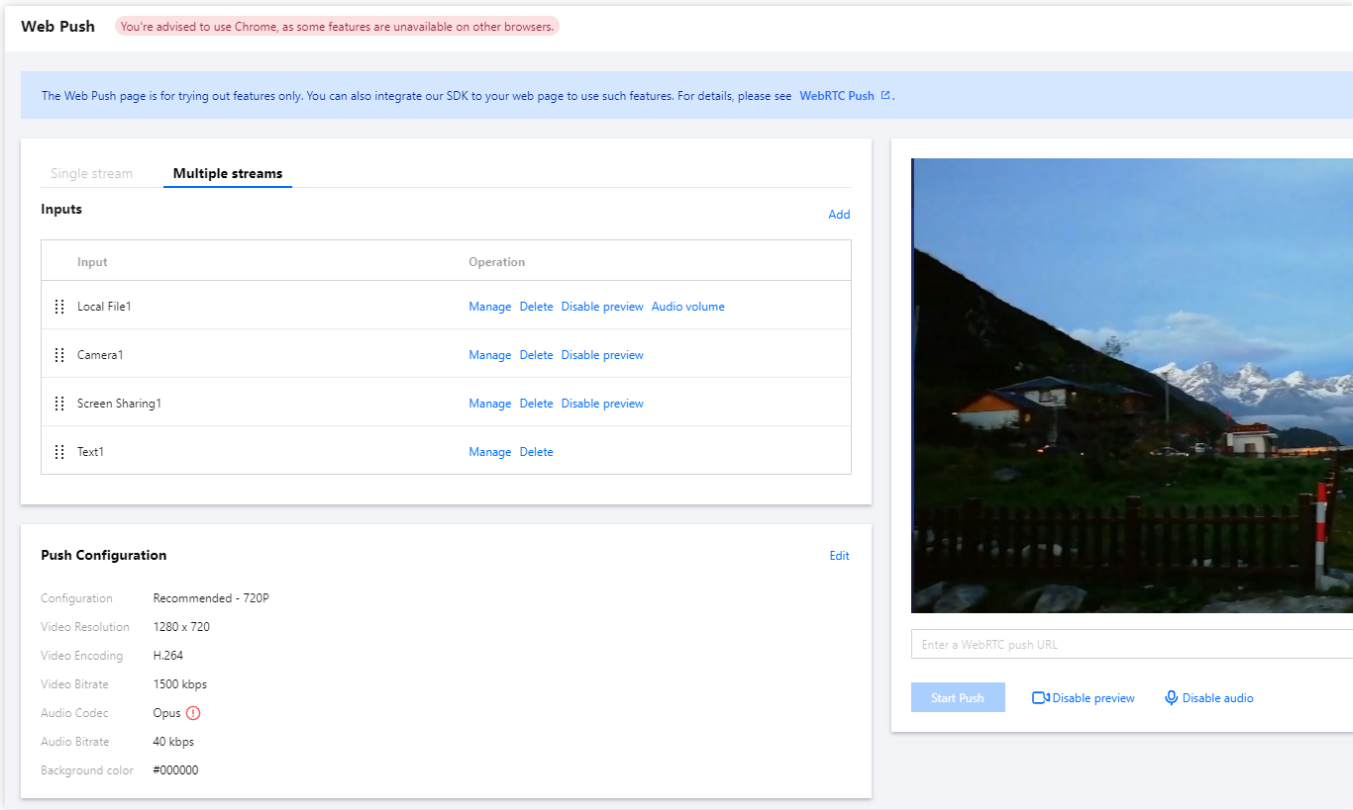 Web Push You're advised to use Chrome, as some features are unavailable on other browsers.
The Web Push page is for trying out features only. You can also integrate our SDK to your web page to use such features. For details, please see WebRTC Push .
Single stream Multiple streams
Inputs
Add
Input Operation
Local File1 Manage Delete Disable preview Audio volume
Camera1 Manage Delete Disable preview
Screen Sharing1 Manage Delete Disable preview
Text1 Manage Delete
Push Configuration Edit
Configuration Recommended - 720P
Video Resolution 1280 x 720
Video Encoding H.264
Video Bitrate 1500 kbps
Audio Codec Opus
Audio Bitrate 40 kbps
Background color #000000
Enter a WebRTC push URL
Start Push Disable preview Disable audio